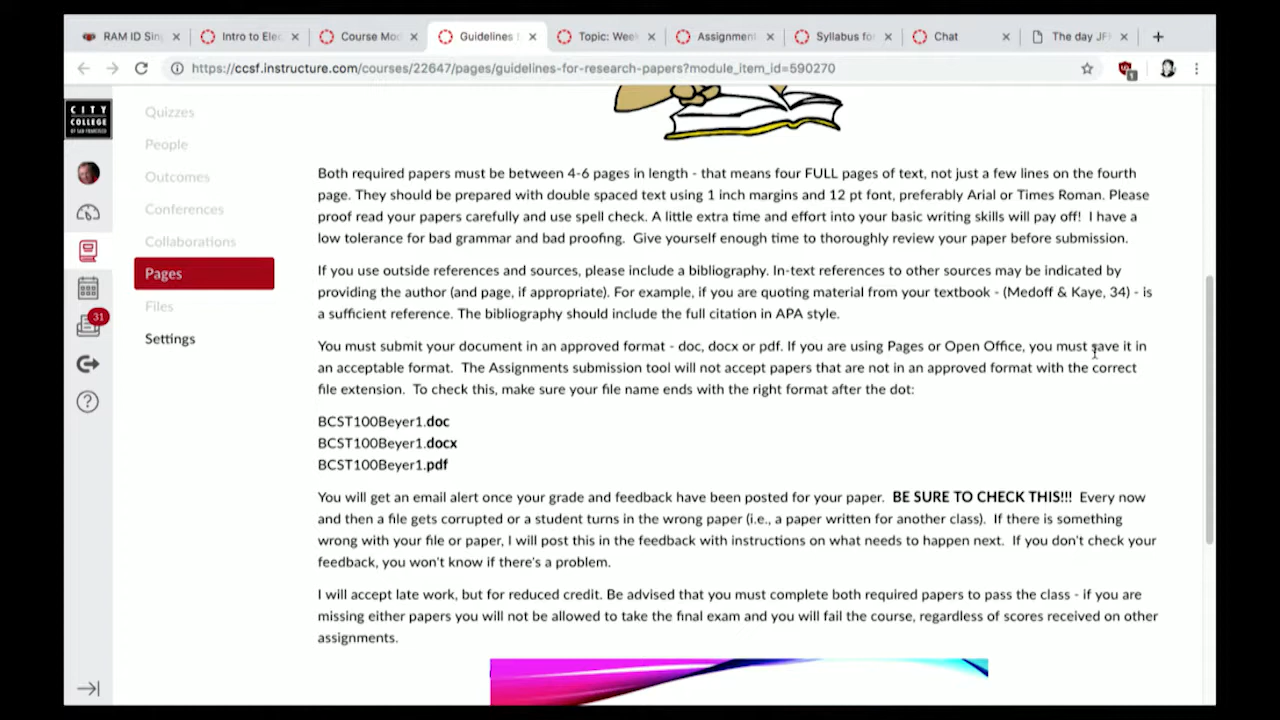 RAM ID Sin
Intro to Ele
Course Mo
Guidelines
Topic: Wee
Assignment
Syllabus fo
Chat
The day JF
https://ccsf.instructure.com/courses/22647/pages/guidelines-for-research-papers?module_item_id=590270
1
CITY
COLLEGE
OF SAN FRANCISCO
31
Quizzes
People
Outcomes
Conferences
Collaborations
Pages
Files
Settings
Both required papers must be between 4-6 pages in length - that means four FULL pages of text, not just a few lines on the fourth
page. They should be prepared with double spaced text using 1 inch margins and 12 pt font, preferably Arial or Times Roman. Please
proof read your papers carefully and use spell check. A little extra time and effort into your basic writing skills will pay off! I have a
low tolerance for bad grammar and bad proofing. Give yourself enough time to thoroughly review your paper before submission.
If you use outside references and sources, please include a bibliography. In-text references to other sources may be indicated by
providing the author (and page, if appropriate). For example, if you are quoting material from your textbook - (Medoff & Kaye, 34) - is
a sufficient reference. The bibliography should include the full citation in APA style.
You must submit your document in an approved format - doc, docx or pdf. If you are using Pages or Open Office, you must save it in
an acceptable format. The Assignments submission tool will not accept papers that are not in an approved format with the correct
file extension. To check this, make sure your file name ends with the right format after the dot:
BCST100Beyer1.doc
BCST100Beyer1.docx
BCST100Beyer1.pdf
You will get an email alert once your grade and feedback have been posted for your paper. BE SURE TO CHECK THIS!!! Every now
and then a file gets corrupted or a student turns in the wrong paper (i.e., a paper written for another class). If there is something
wrong with your file or paper, I will post this in the feedback with instructions on what needs to happen next. If you don't check your
feedback, you won't know if there's a problem.
I will accept late work, but for reduced credit. Be advised that you must complete both required papers to pass the class - if you are
missing either papers you will not be allowed to take the final exam and you will fail the course, regardless of scores received on other
assignments.